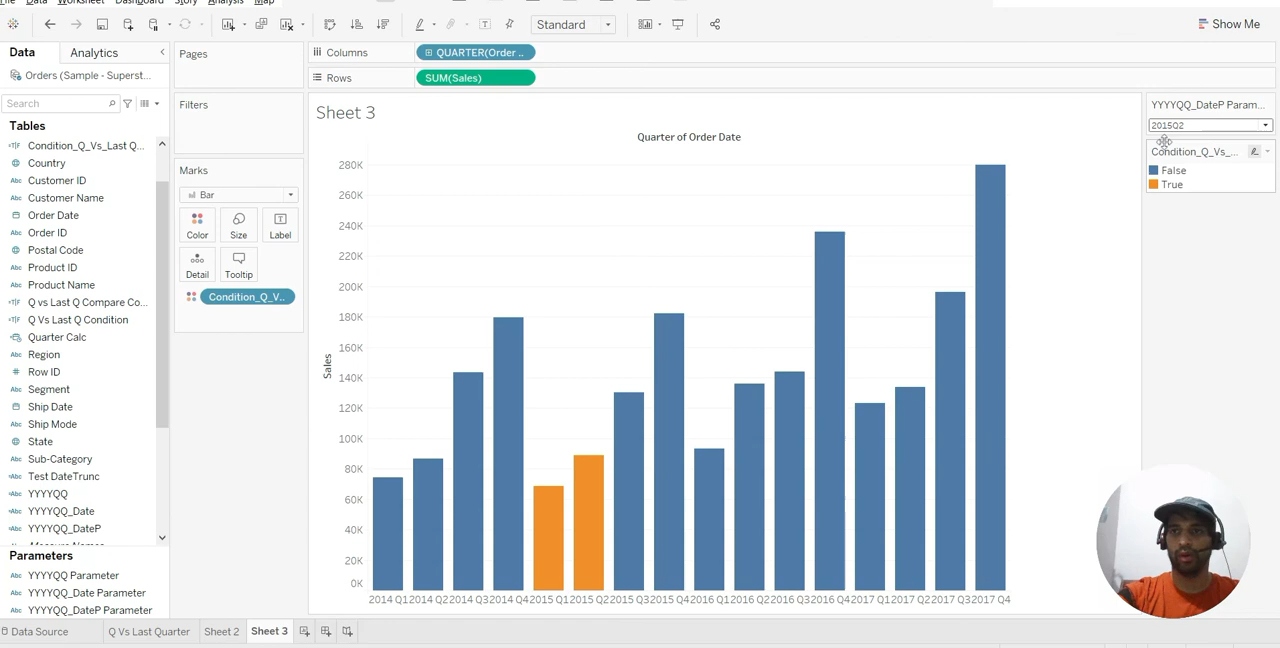 Data Worksheet Dashboard Story Analysis Map
Standard
Show Me
Data
Analytics
Orders (Sample - Superst...
Search
Tables
Condition_Q_Vs_Last Q...
Country
Customer ID
Customer Name
Order Date
Order ID
Postal Code
Product ID
Product Name
Q vs Last Q Compare Co...
Q Vs Last Q Condition
Quarter Calc
Region
Row ID
Segment
Ship Date
Ship Mode
State
Sub-Category
Test DateTrunc
YYYYQQ
YYYYQQ_Date
YYYYQQ_DateP
Parameters
YYYYQQ Parameter
YYYYQQ_Date Parameter
YYYYQQ_DateP Parameter
Pages
Filters
Marks
Bar
Color Size Label
Detail Tooltip
Condition_Q_V..
Columns
QUARTER(Order ..
Rows
SUM(Sales)
Sheet 3
Quarter of Order Date
Sales
280K
260K
240K
220K
200K
180K
160K
140K
120K
100K
80K
60K
40K
20K
0K
2014 Q1 2014 Q2 2014 Q3 2014 Q4 2015 Q1 2015 Q2 2015 Q3 2015 Q4 2016 Q1 2016 Q2 2016 Q3 2016 Q4 2017 Q1 2017 Q2 2017 Q3 2017 Q4
YYYYQQ_DateP Param...
2015Q2
Condition_Q_Vs_...
False
True
Data Source
Q Vs Last Quarter
Sheet 2
Sheet 3